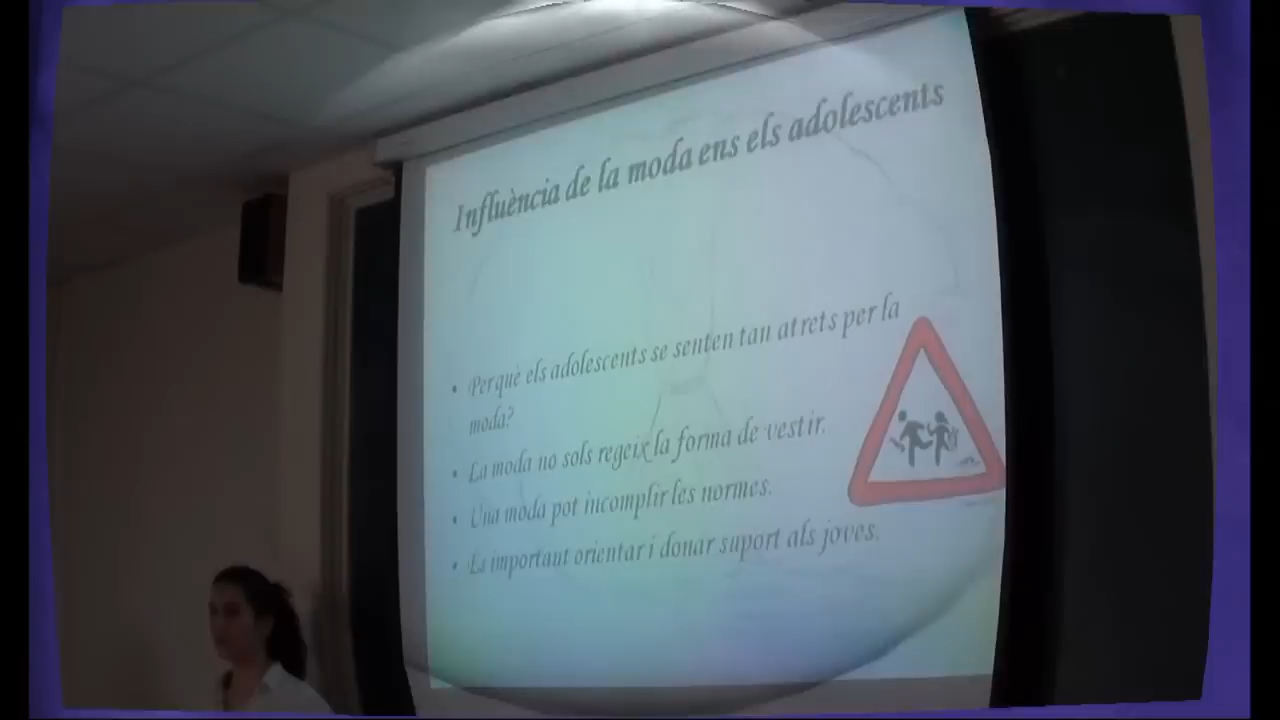 Influència de la moda ens els adolescents
• Perquè els adolescents se senten tan atrets per la
moda?
• La moda no sols regeix la forma de vestir.
• Una moda pot incomplir les normes.
• Es important orientar i donar suport als joves.